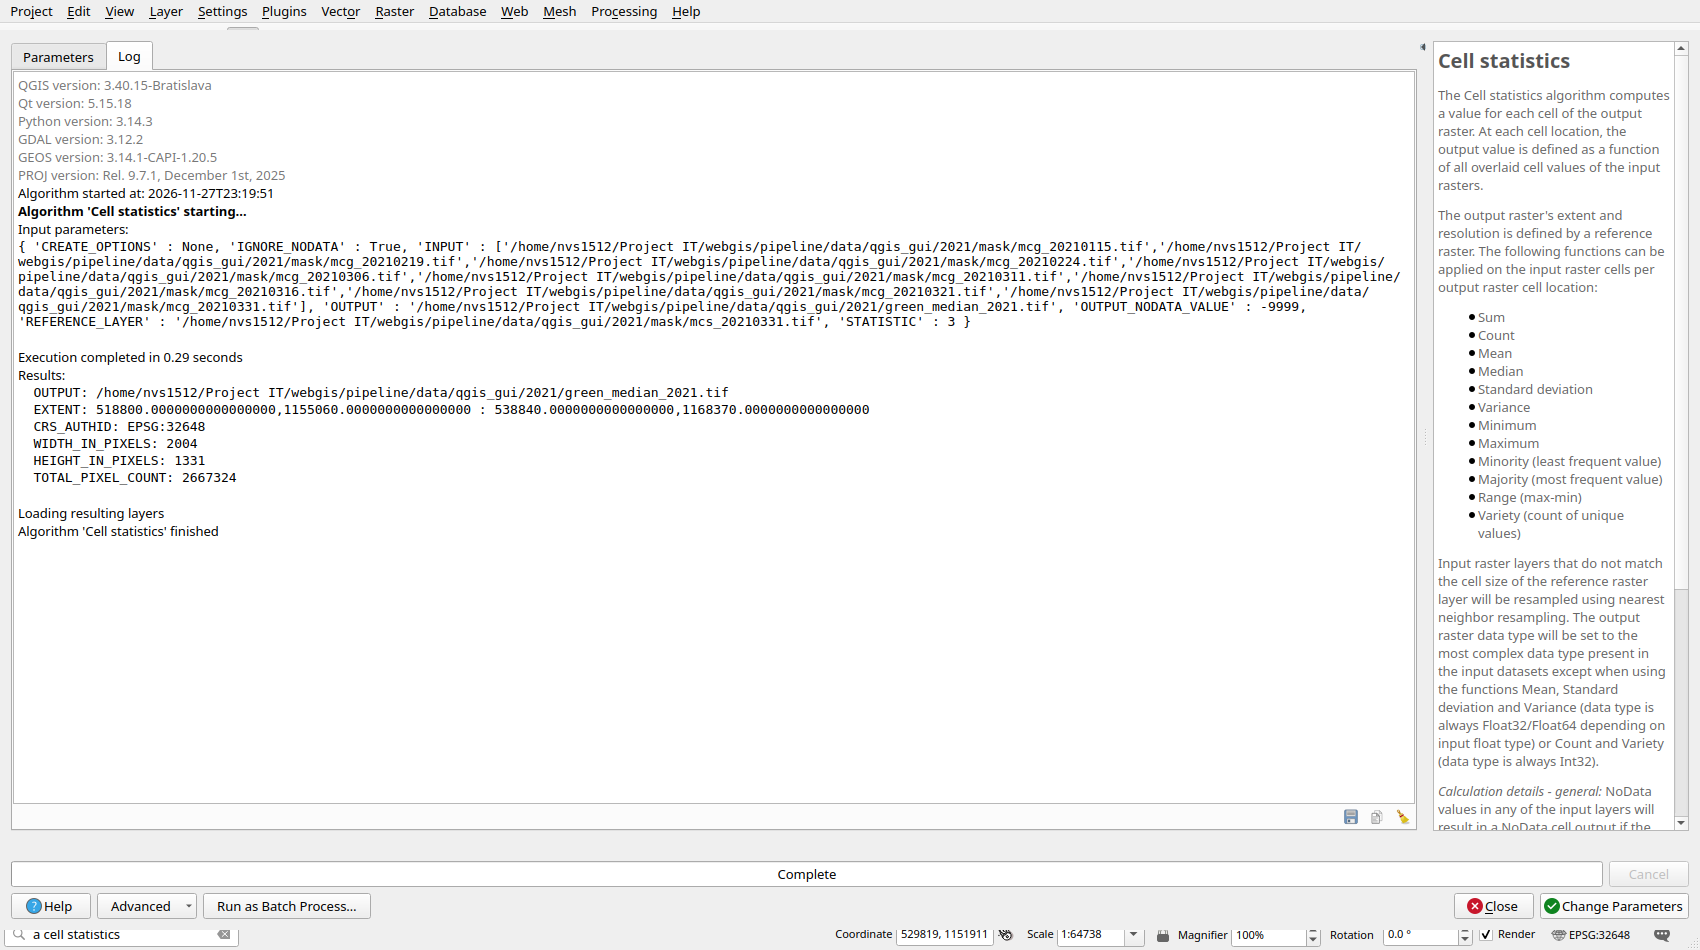 Project Edit View Layer Settings Plugins Vector Raster Database Web Mesh Processing Help
Parameters Log
QGIS version: 3.40.15-Bratislava
Qt version: 5.15.18
Python version: 3.14.3
GDAL version: 3.12.2
GEOS version: 3.14.1-CAPI-1.20.5
PROJ version: Rel. 9.7.1, December 1st, 2025
Algorithm started at: 2026-11-27T23:19:51
Algorithm 'Cell statistics' starting…
Input parameters:
{ 'CREATE_OPTIONS' : None, 'IGNORE_NODATA' : True, 'INPUT' : ['/home/nvs1512/Project IT/webgis/pipeline/data/qgis_gui/2021/mask/mcg_20210115.tif','/home/nvs1512/Project IT/
webgis/pipeline/data/qgis_gui/2021/mask/mcg_20210219.tif','/home/nvs1512/Project IT/webgis/pipeline/data/qgis_gui/2021/mask/mcg_20210224.tif','/home/nvs1512/Project IT/webgis/
pipeline/data/qgis_gui/2021/mask/mcg_20210306.tif','/home/nvs1512/Project IT/webgis/pipeline/data/qgis_gui/2021/mask/mcg_20210311.tif','/home/nvs1512/Project IT/webgis/pipeline/
data/qgis_gui/2021/mask/mcg_20210316.tif','/home/nvs1512/Project IT/webgis/pipeline/data/qgis_gui/2021/mask/mcg_20210321.tif','/home/nvs1512/Project IT/webgis/pipeline/data/
qgis_gui/2021/mask/mcg_20210331.tif'], 'OUTPUT' : '/home/nvs1512/Project IT/webgis/pipeline/data/qgis_gui/2021/green_median_2021.tif', 'OUTPUT_NODATA_VALUE' : -9999,
'REFERENCE_LAYER' : '/home/nvs1512/Project IT/webgis/pipeline/data/qgis_gui/2021/mask/mcs_20210331.tif', 'STATISTIC' : 3 }
Execution completed in 0.29 seconds
Results:
OUTPUT: /home/nvs1512/Project IT/webgis/pipeline/data/qgis_gui/2021/green_median_2021.tif
EXTENT: 518800.0000000000000000,1155060.0000000000000000 : 538840.0000000000000000,1168370.0000000000000000
CRS_AUTHID: EPSG:32648
WIDTH_IN_PIXELS: 2004
HEIGHT_IN_PIXELS: 1331
TOTAL_PIXEL_COUNT: 2667324
Loading resulting layers
Algorithm 'Cell statistics' finished
Cell statistics
The Cell statistics algorithm computes
a value for each cell of the output
raster. At each cell location, the
output value is defined as a function
of all overlaid cell values of the input
rasters.
The output raster's extent and
resolution is defined by a reference
raster. The following functions can be
applied on the input raster cells per
output raster cell location:
Sum
Count
Mean
Median
Standard deviation
Variance
Minimum
Maximum
Minority (least frequent value)
Majority (most frequent value)
Range (max-min)
Variety (count of unique
values)
Input raster layers that do not match
the cell size of the reference raster
layer will be resampled using nearest
neighbor resampling. The output
raster data type will be set to the
most complex data type present in
the input datasets except when using
the functions Mean, Standard
deviation and Variance (data type is
always Float32/Float64 depending on
input float type) or Count and Variety
(data type is always Int32).
Calculation details - general: NoData
values in any of the input layers will
result in a NoData cell output if the
Complete Cancel
Help Advanced Run as Batch Process… Close Change Parameters
a cell statistics Coordinate 529819, 1151911 Scale 1:64738 Magnifier 100% Rotation 0.0 ° Render EPSG:32648